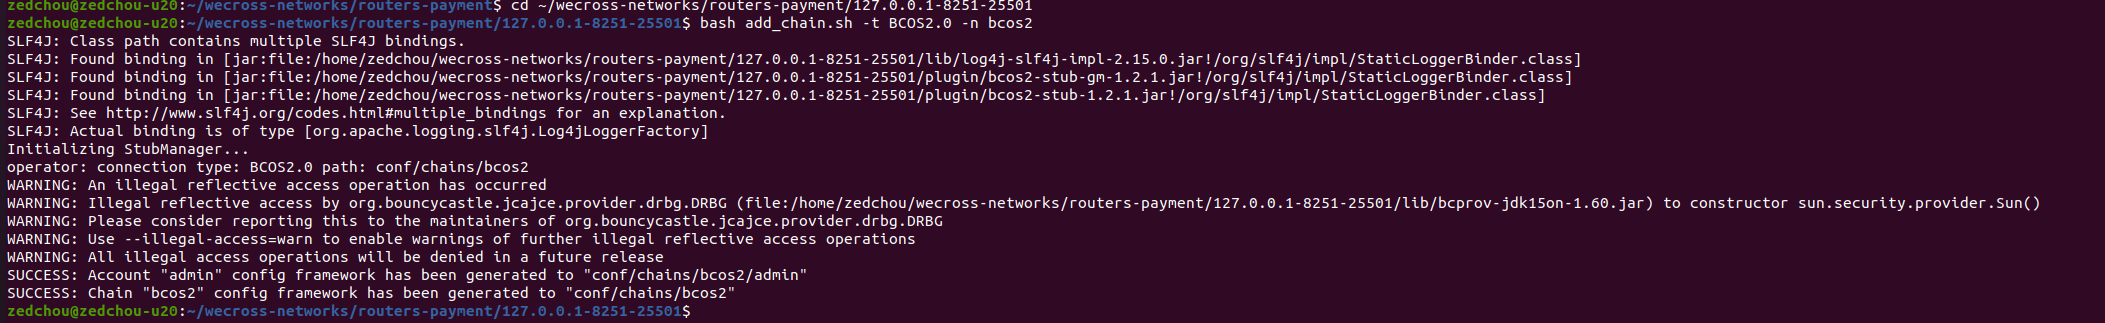 zedchou@zedchou-u20:~/wecross-networks/routers-payment$ cd ~/wecross-networks/routers-payment/127.0.0.1-8251-25501
zedchou@zedchou-u20:~/wecross-networks/routers-payment/127.0.0.1-8251-25501$ bash add_chain.sh -t BCOS2.0 -n bcos2
SLF4J: Class path contains multiple SLF4J bindings.
SLF4J: Found binding in [jar:file:/home/zedchou/wecross-networks/routers-payment/127.0.0.1-8251-25501/lib/log4j-slf4j-impl-2.15.0.jar!/org/slf4j/impl/StaticLoggerBinder.class]
SLF4J: Found binding in [jar:file:/home/zedchou/wecross-networks/routers-payment/127.0.0.1-8251-25501/plugin/bcos2-stub-gm-1.2.1.jar!/org/slf4j/impl/StaticLoggerBinder.class]
SLF4J: Found binding in [jar:file:/home/zedchou/wecross-networks/routers-payment/127.0.0.1-8251-25501/plugin/bcos2-stub-1.2.1.jar!/org/slf4j/impl/StaticLoggerBinder.class]
SLF4J: See http://www.slf4j.org/codes.html#multiple_bindings for an explanation.
SLF4J: Actual binding is of type [org.apache.logging.slf4j.Log4jLoggerFactory]
Initializing StubManager...
operator: connection type: BCOS2.0 path: conf/chains/bcos2
WARNING: An illegal reflective access operation has occurred
WARNING: Illegal reflective access by org.bouncycastle.jcajce.provider.drbg.DRBG (file:/home/zedchou/wecross-networks/routers-payment/127.0.0.1-8251-25501/lib/bcprov-jdk15on-1.60.jar) to constructor sun.security.provider.Sun()
WARNING: Please consider reporting this to the maintainers of org.bouncycastle.jcajce.provider.drbg.DRBG
WARNING: Use --illegal-access=warn to enable warnings of further illegal reflective access operations
WARNING: All illegal access operations will be denied in a future release
SUCCESS: Account "admin" config framework has been generated to "conf/chains/bcos2/admin"
SUCCESS: Chain "bcos2" config framework has been generated to "conf/chains/bcos2"
zedchou@zedchou-u20:~/wecross-networks/routers-payment/127.0.0.1-8251-25501$